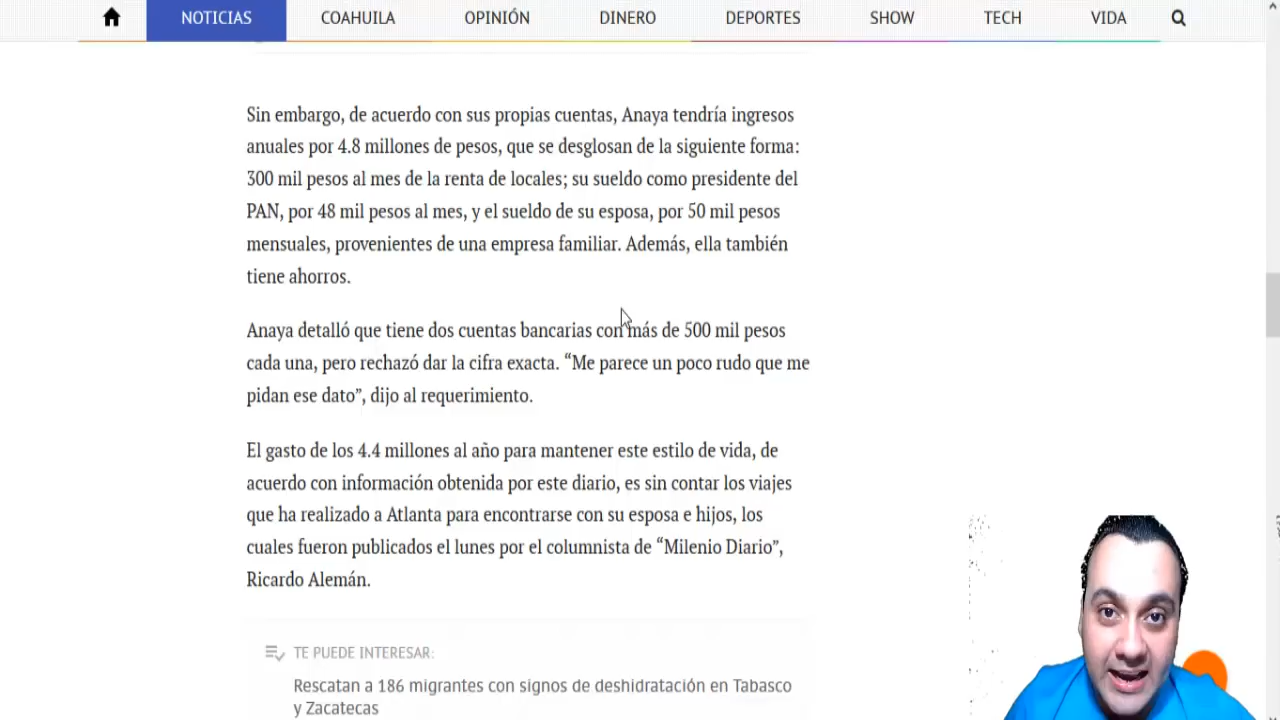 NOTICIAS COAHUILA OPINIÓN DINERO DEPORTES SHOW TECH VIDA
Sin embargo, de acuerdo con sus propias cuentas, Anaya tendría ingresos
anuales por 4.8 millones de pesos, que se desglosan de la siguiente forma:
300 mil pesos al mes de la renta de locales; su sueldo como presidente del
PAN, por 48 mil pesos al mes, y el sueldo de su esposa, por 50 mil pesos
mensuales, provenientes de una empresa familiar. Además, ella también
tiene ahorros.
Anaya detalló que tiene dos cuentas bancarias con más de 500 mil pesos
cada una, pero rechazó dar la cifra exacta. “Me parece un poco rudo que me
pidan ese dato”, dijo al requerimiento.
El gasto de los 4.4 millones al año para mantener este estilo de vida, de
acuerdo con información obtenida por este diario, es sin contar los viajes
que ha realizado a Atlanta para encontrarse con su esposa e hijos, los
cuales fueron publicados el lunes por el columnista de “Milenio Diario”,
Ricardo Alemán.
TE PUEDE INTERESAR:
Rescatan a 186 migrantes con signos de deshidratación en Tabasco
y Zacatecas